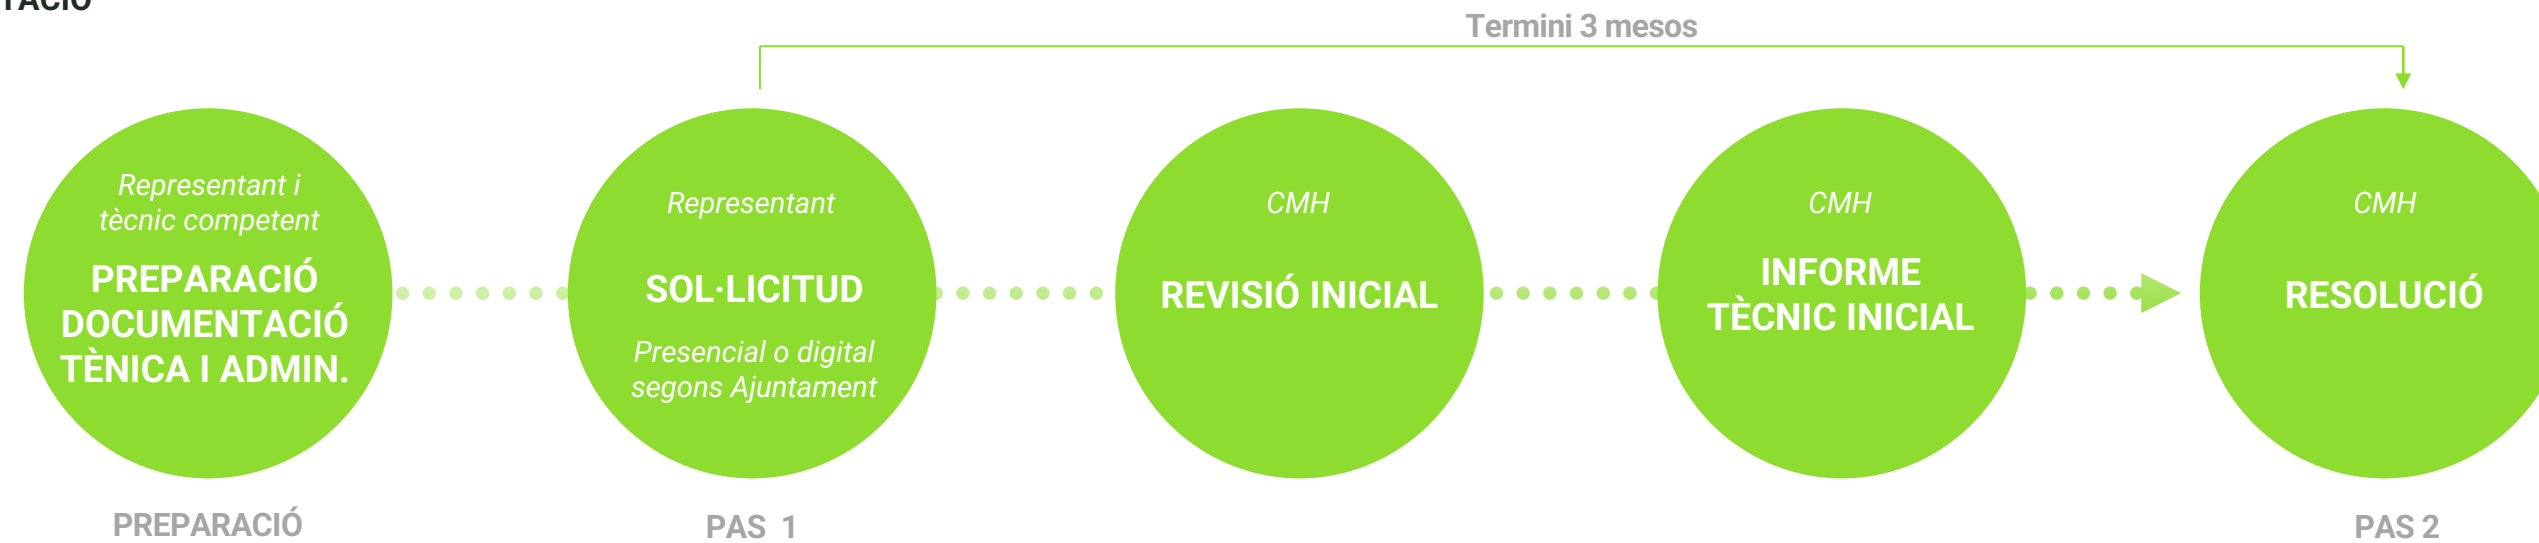 Termini 3 mesos
Representant i
tècnic competent
PREPARACIÓ
DOCUMENTACIÓ
TÈNICA I ADMIN.
PREPARACIÓ
Representant
SOL·LICITUD
Presencial o digital
segons Ajuntament
PAS 1
CMH
REVISIÓ INICIAL
CMH
INFORME
TÈCNIC INICIAL
CMH
RESOLUCIÓ
PAS 2